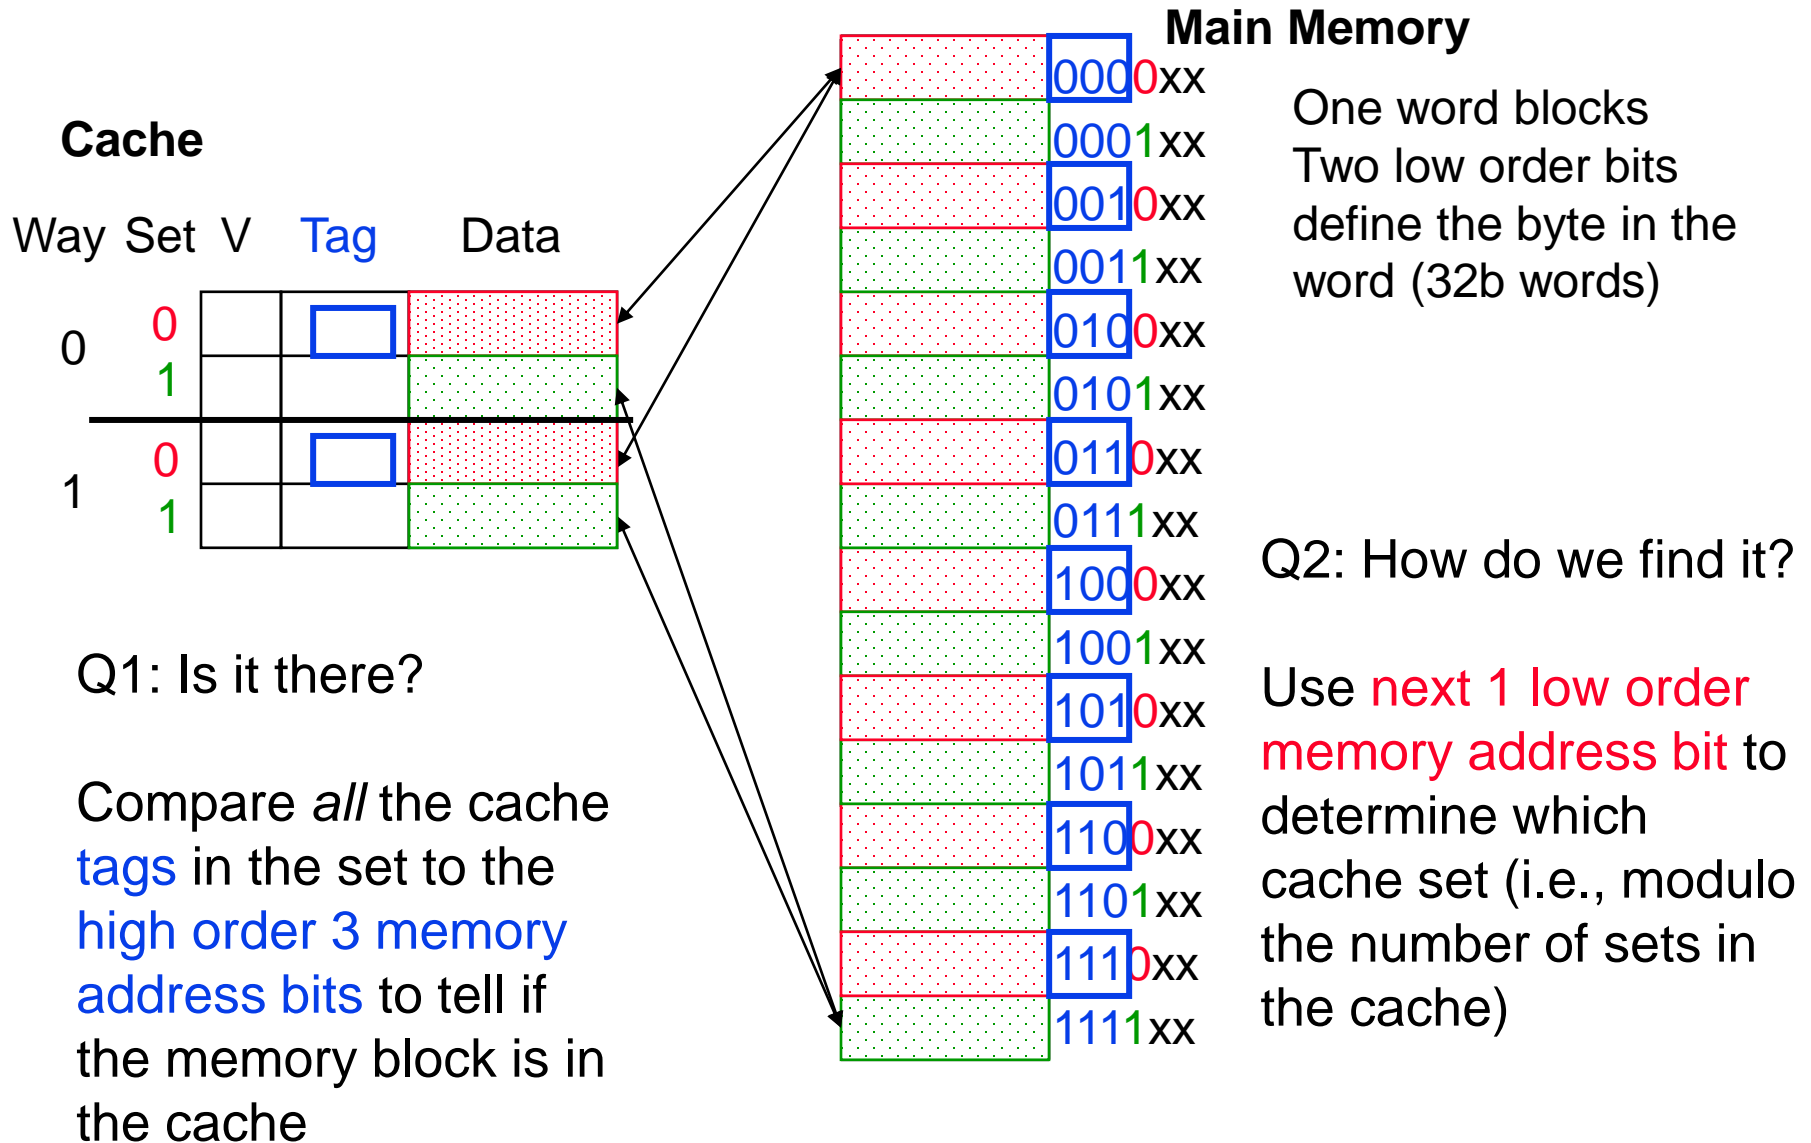 Main Memory
Cache
Way Set V Tag Data
0
0
1
1
0
1
0000xx
0001xx
0010xx
0011xx
0100xx
0101xx
0110xx
0111xx
1000xx
1001xx
1010xx
1011xx
1100xx
1101xx
1110xx
1111xx
One word blocks
Two low order bits
define the byte in the
word (32b words)
Q1: Is it there?
Compare all the cache
tags in the set to the
high order 3 memory
address bits to tell if
the memory block is in
the cache
Q2: How do we find it?
Use next 1 low order
memory address bit to
determine which
cache set (i.e., modulo
the number of sets in
the cache)